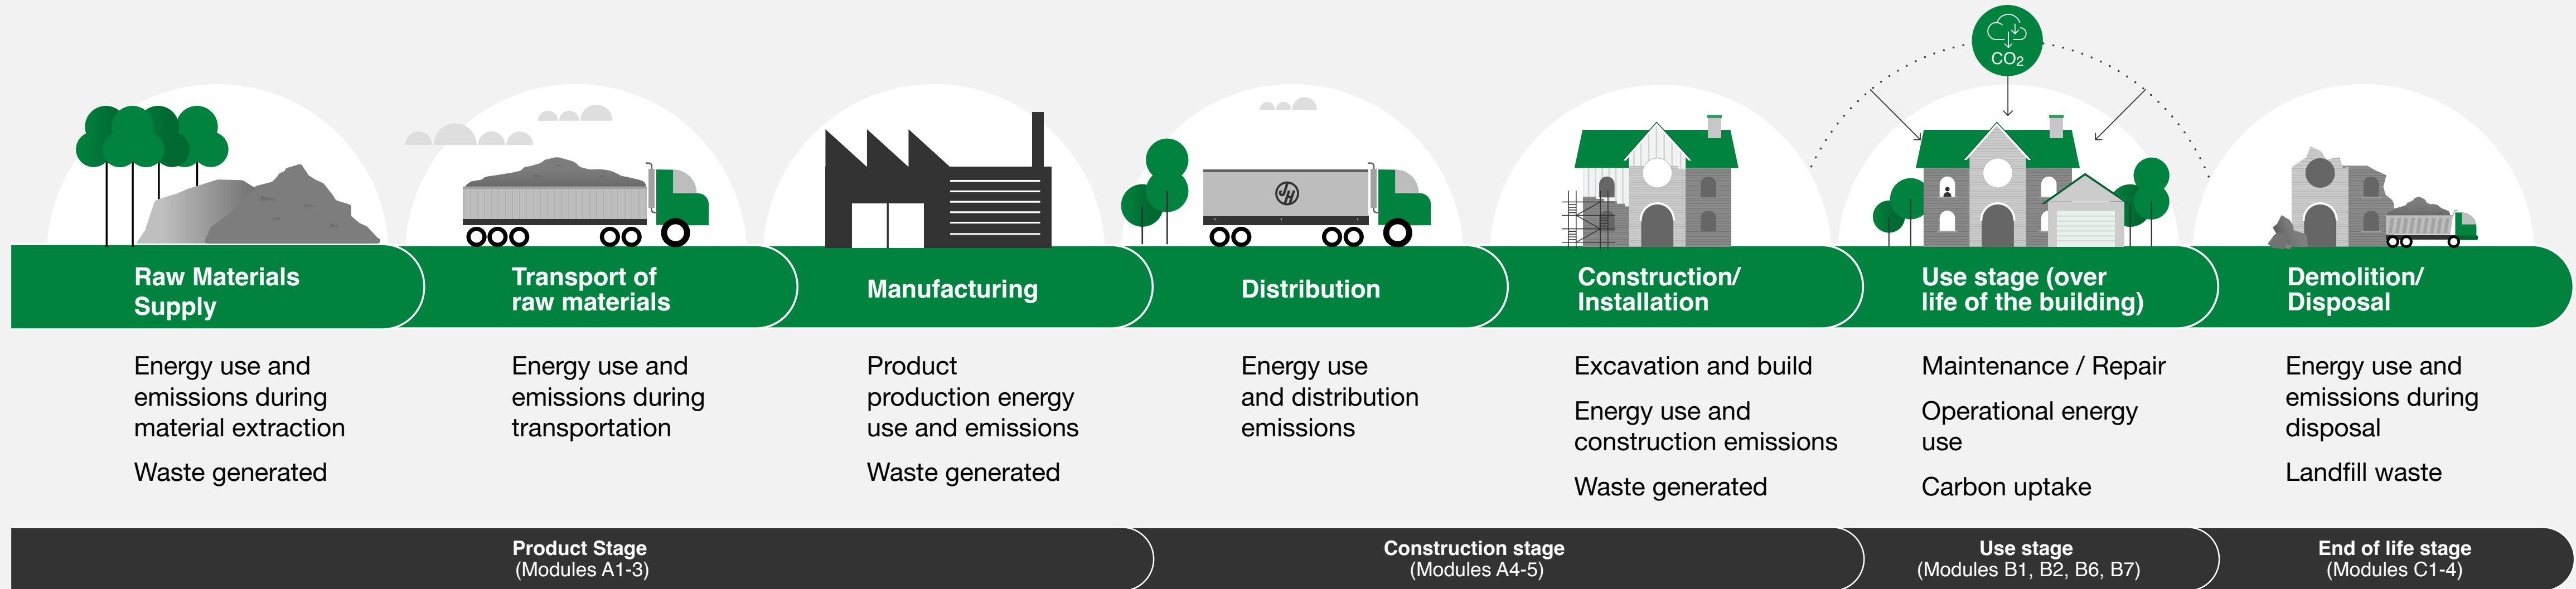 CO₂
JH
Raw Materials
Supply
Transport of
raw materials
Manufacturing
Distribution
Construction/
Installation
Use stage (over
life of the building)
Demolition/
Disposal
Energy use and
emissions during
material extraction
Waste generated
Energy use and
emissions during
transportation
Product
production energy
use and emissions
Waste generated
Energy use
and distribution
emissions
Excavation and build
Energy use and
construction emissions
Waste generated
Maintenance / Repair
Operational energy
use
Carbon uptake
Energy use and
emissions during
disposal
Landfill waste
Product Stage
(Modules A1-3)
Construction stage
(Modules A4-5)
Use stage
(Modules B1, B2, B6, B7)
End of life stage
(Modules C1-4)